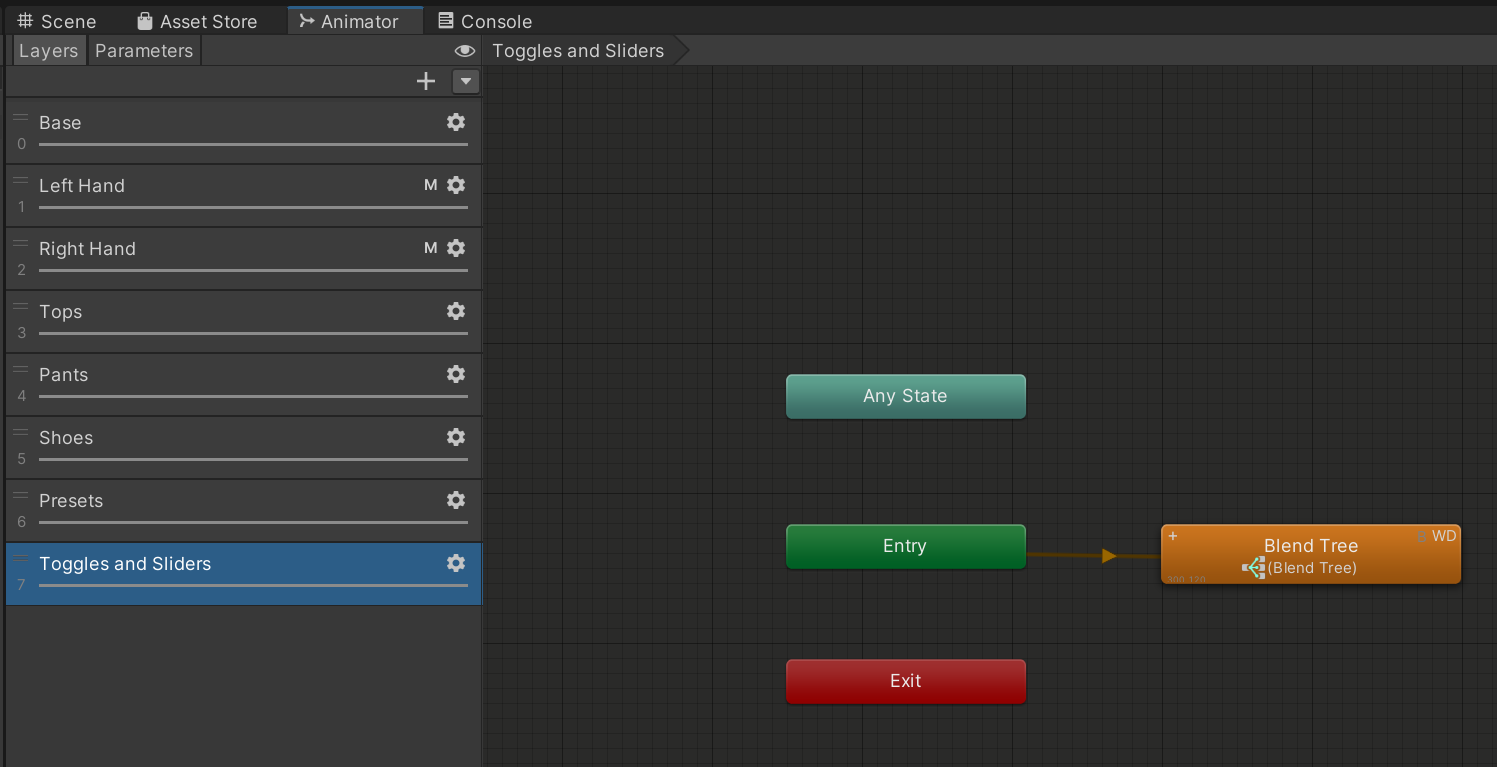 Scene Asset Store Animator Console
Layers Parameters Toggles and Sliders
Base
0
Left Hand M
1
Right Hand M
2
Tops
3
Pants
4
Shoes
5
Presets
6
Toggles and Sliders
7
Any State
Entry
+ Blend Tree WD
(Blend Tree)
300 120
Exit